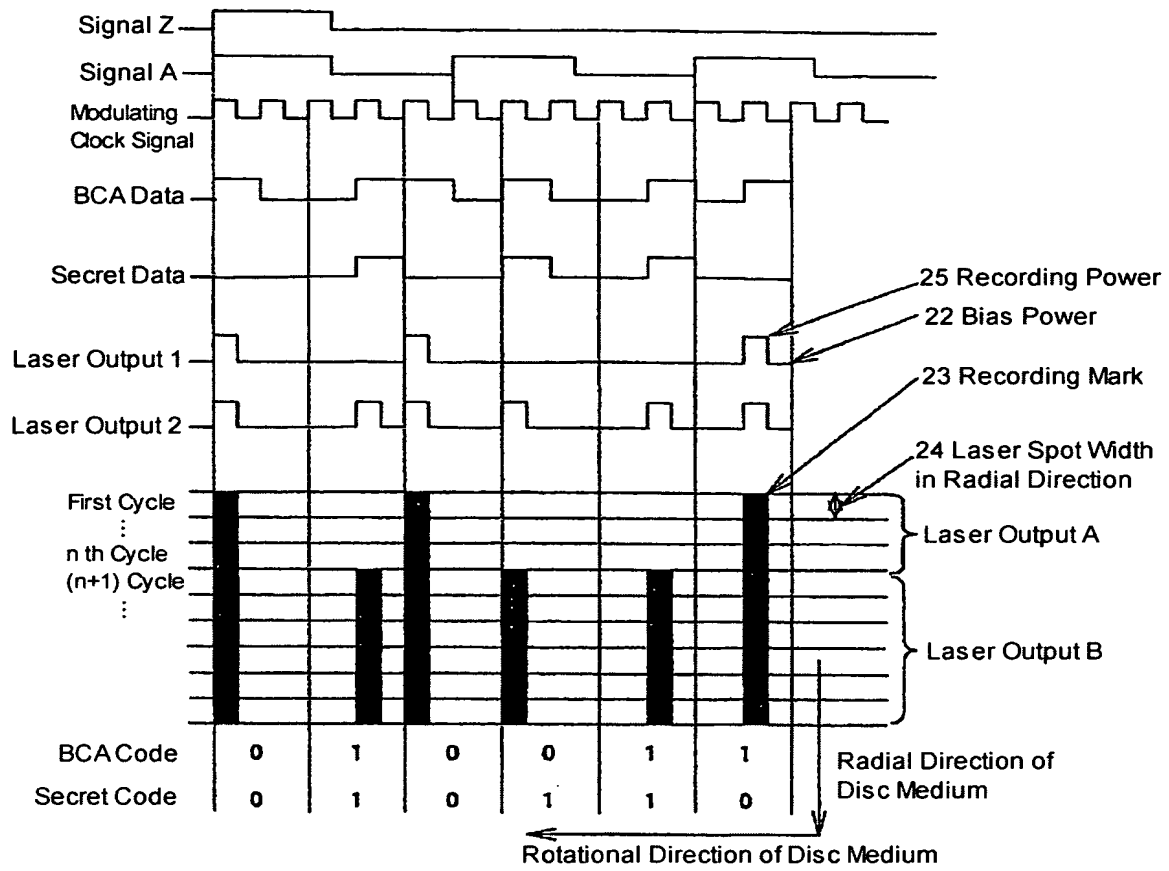 Signal Z
Signal A
Modulating
Clock Signal
BCA Data
Secret Data
25 Recording Power
22 Bias Power
Laser Output 1
23 Recording Mark
Laser Output 2
24 Laser Spot Width
in Radial Direction
First Cycle
⋮
Laser Output A
n th Cycle
(n+1) Cycle
⋮
Laser Output B
BCA Code 0 1 0 0 1 1
Secret Code 0 1 0 1 1 0
Radial Direction of
Disc Medium
Rotational Direction of Disc Medium